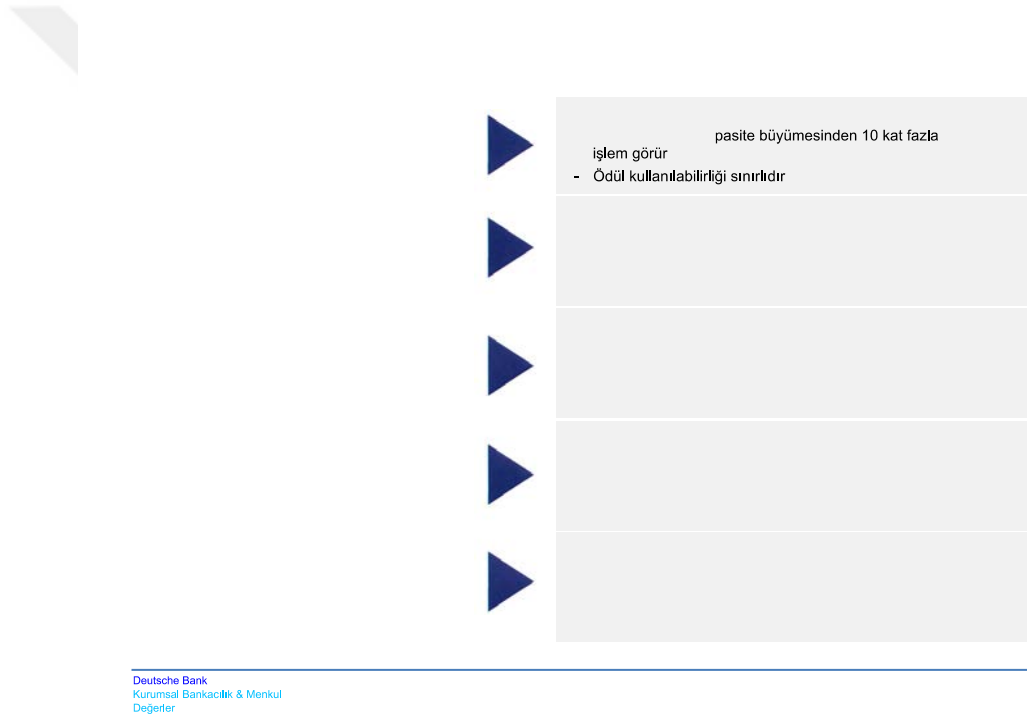 pasite büyümesinden 10 kat fazla
işlem görür
- Ödül kullanılabilirliği sınırlıdır
Deutsche Bank
Kurumsal Bankacılık & Menkul
Değerler